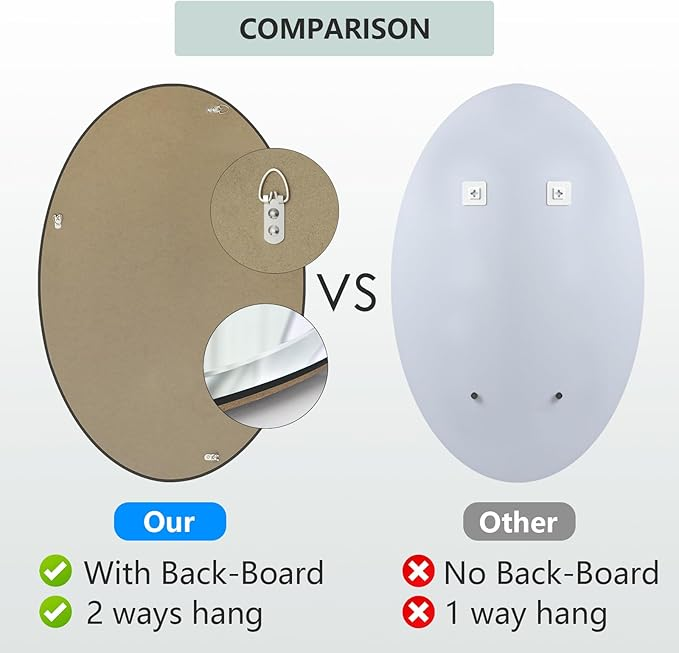 COMPARISON
VS
Our
Other
With Back-Board
No Back-Board
2 ways hang
1 way hang